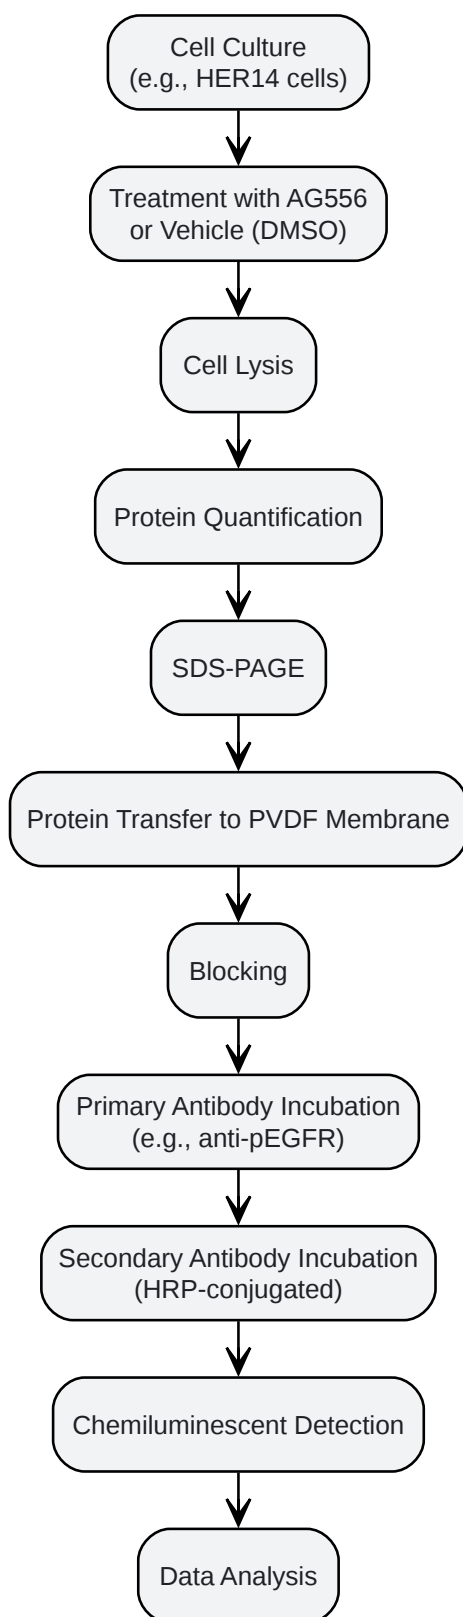 Cell Culture
(e.g., HER14 cells)
Treatment with AG556
or Vehicle (DMSO)
Cell Lysis
Protein Quantification
SDS-PAGE
Protein Transfer to PVDF Membrane
Blocking
Primary Antibody Incubation
(e.g., anti-pEGFR)
Secondary Antibody Incubation
(HRP-conjugated)
Chemiluminescent Detection
Data Analysis